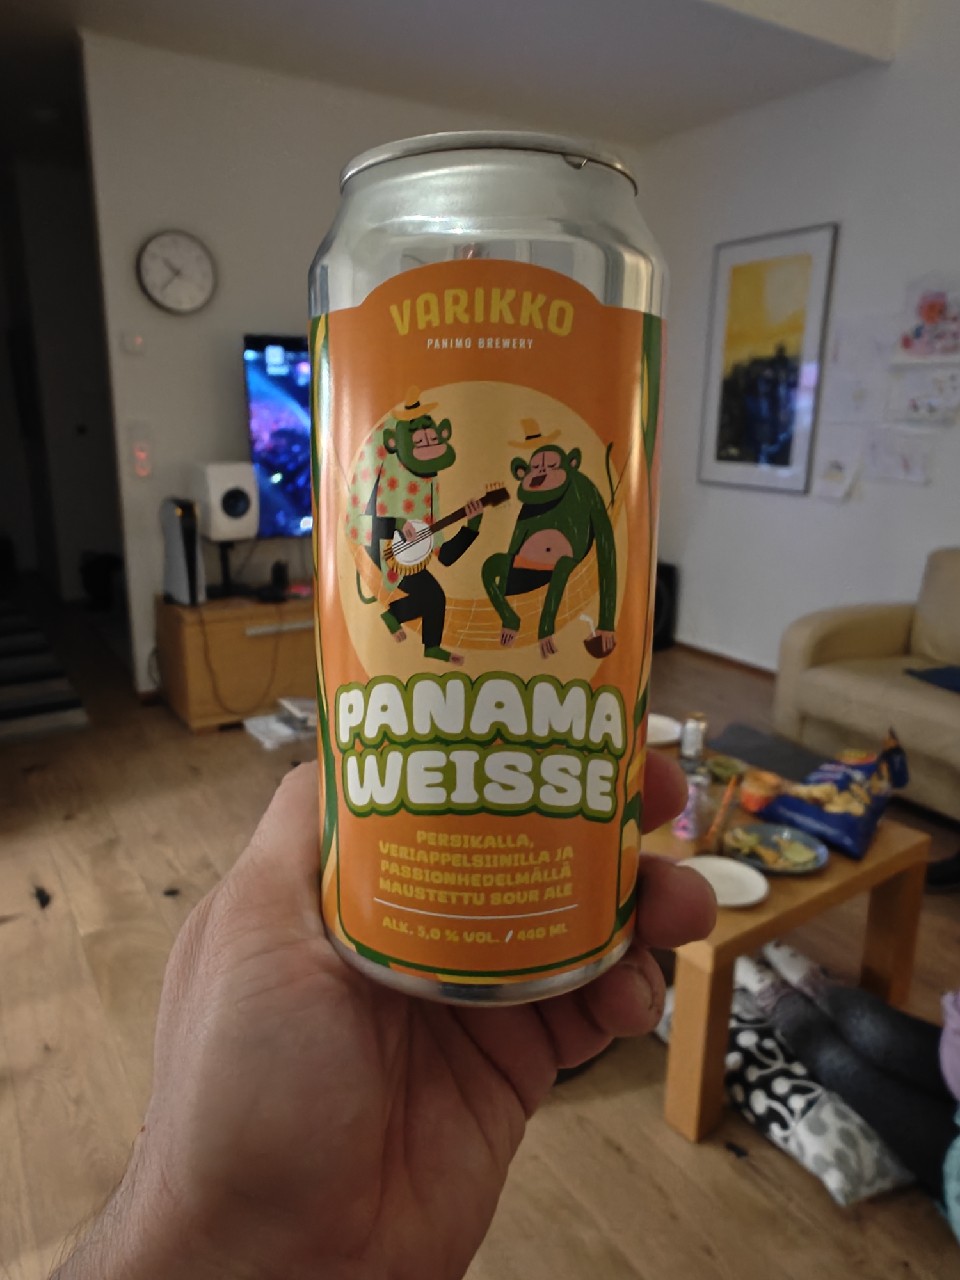 VARIKKO
PANIMO BREWERY
PANAMA
WEISSE
PERSIKALLA,
VERIAPPELSIINILLA JA
PASSIONHEDELMÄLLÄ
MAUSTETTU SOUR ALE
ALK. 5,0 % VOL. / 440 ML